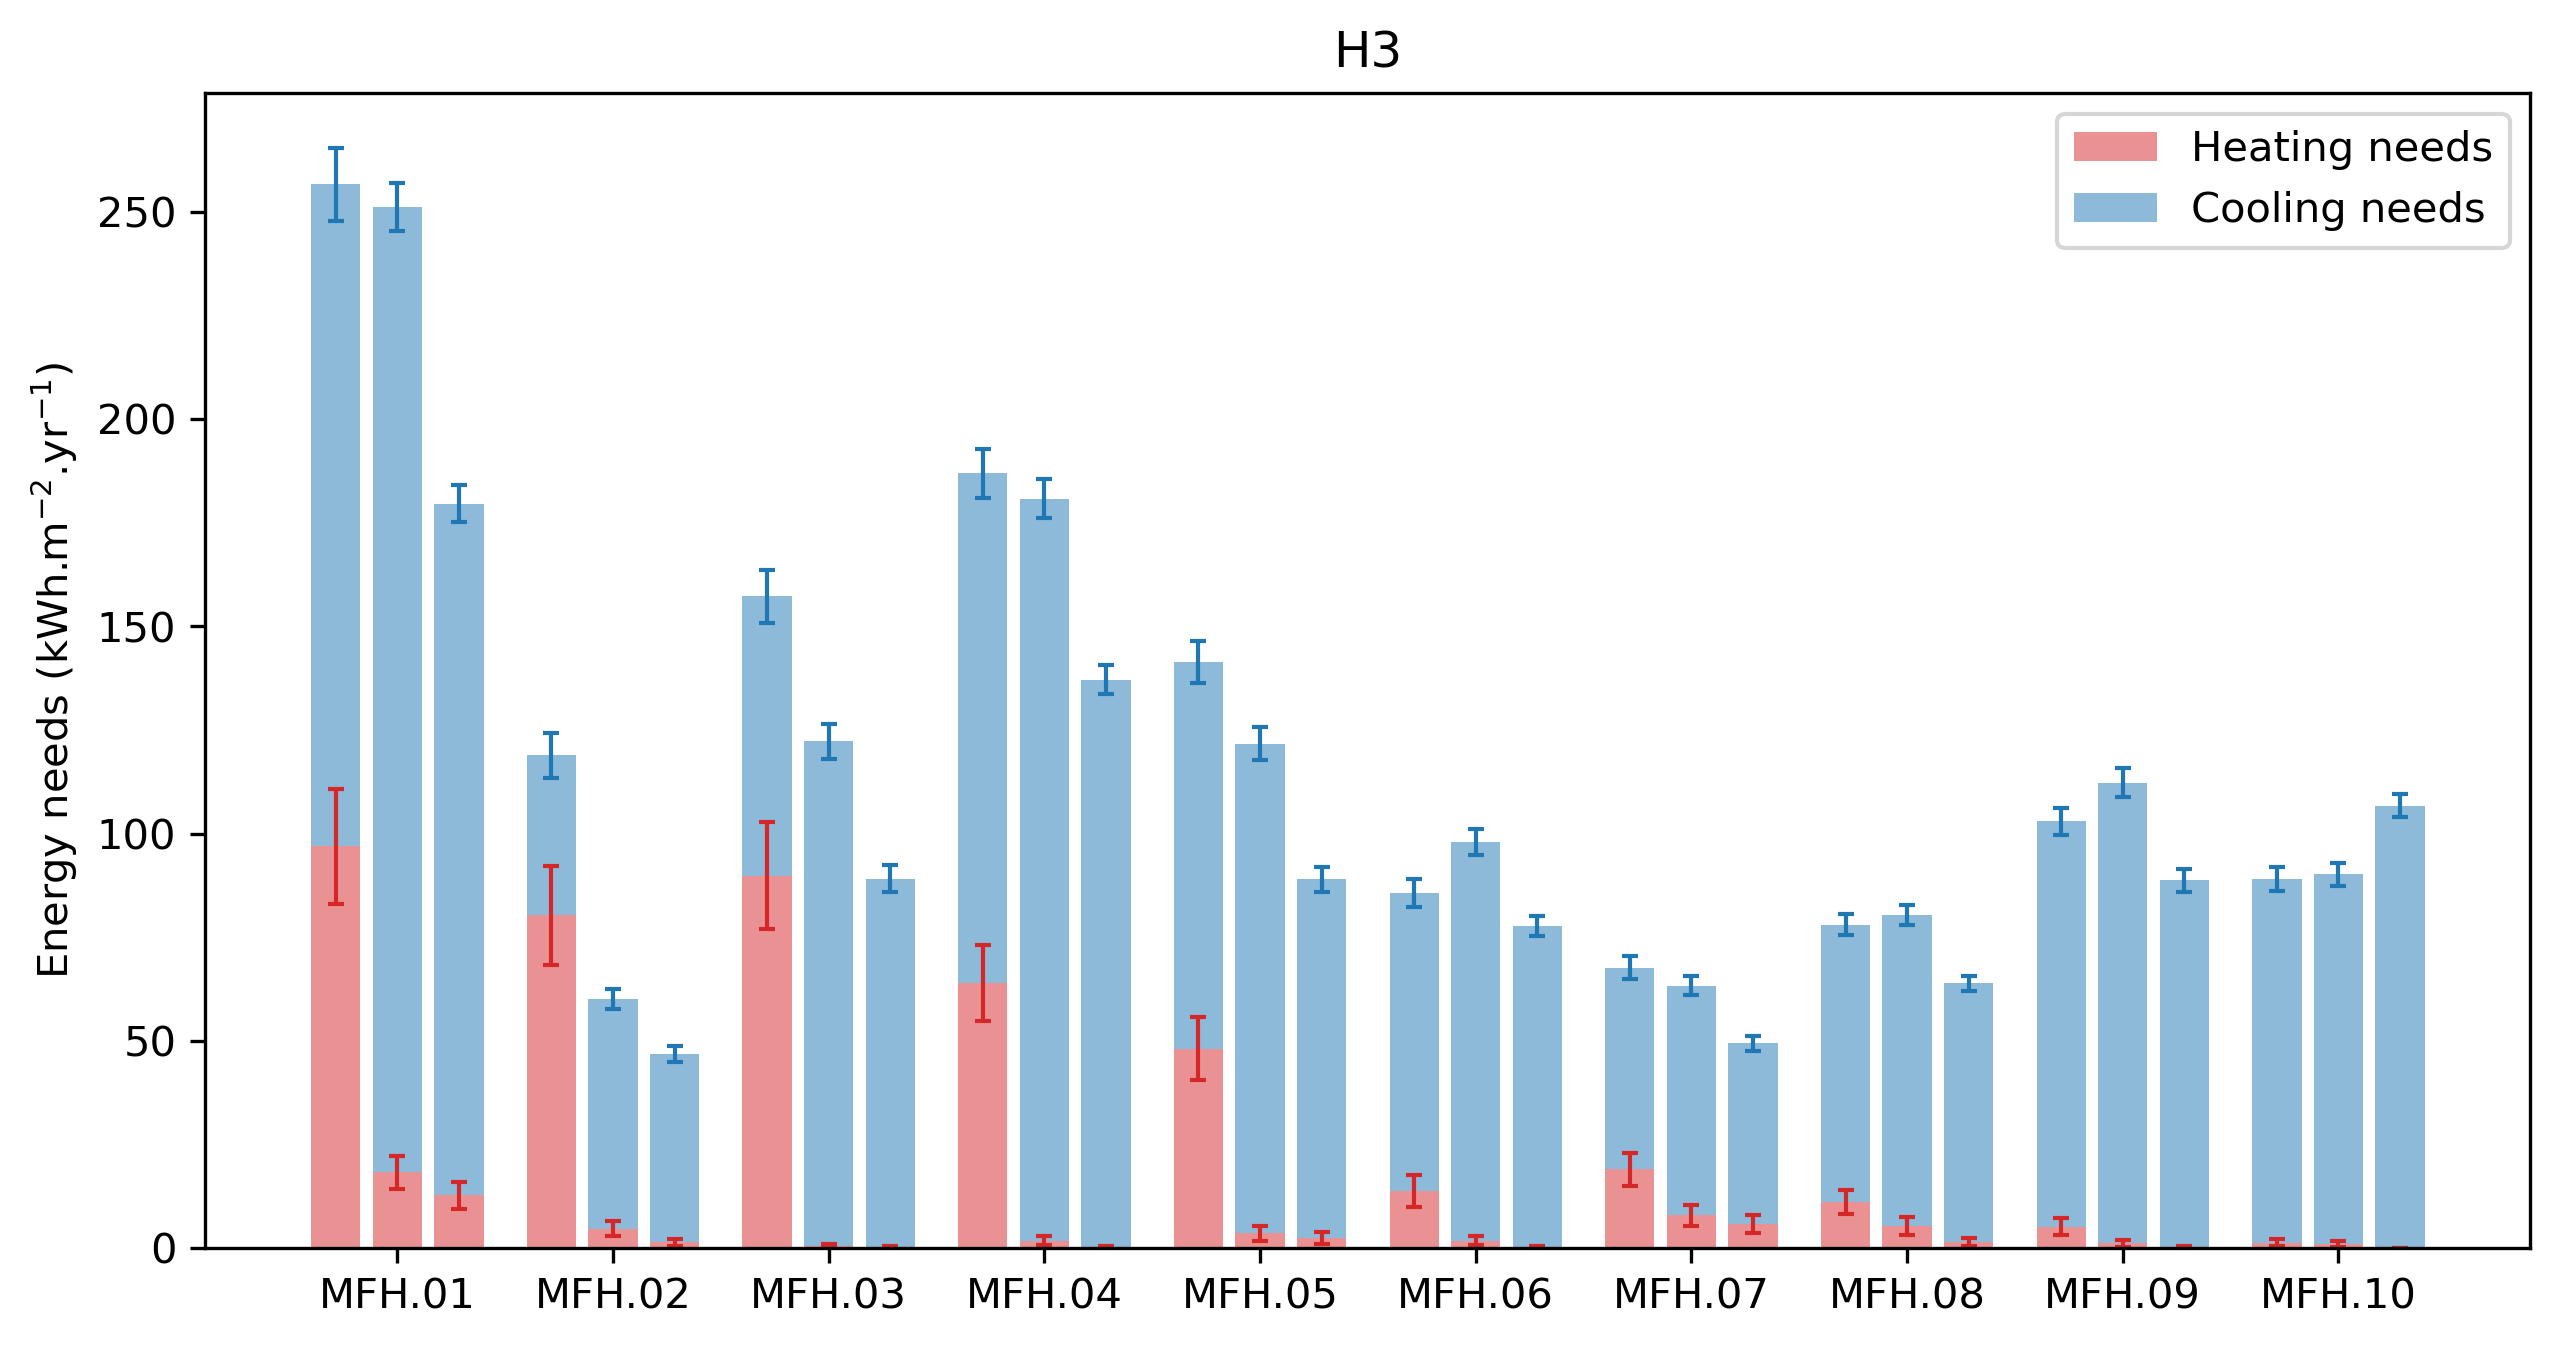 H3
Heating needs
Cooling needs
Energy needs (kWh.m⁻².yr⁻¹)
250
200
150
100
50
0
MFH.01 MFH.02 MFH.03 MFH.04 MFH.05 MFH.06 MFH.07 MFH.08 MFH.09 MFH.10